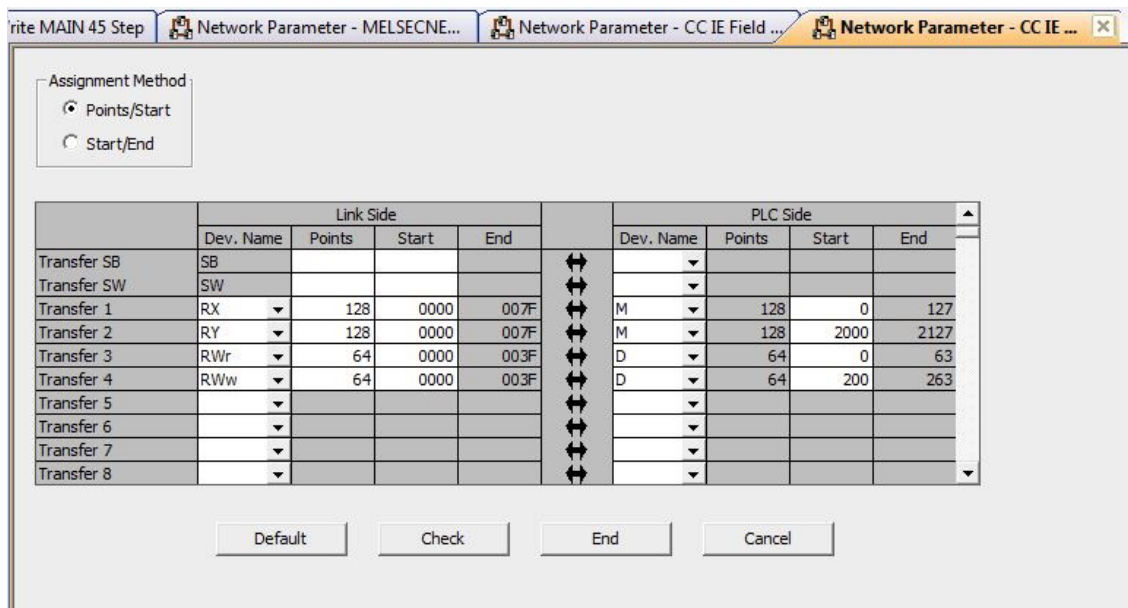 rite MAIN 45 Step Network Parameter - MELSECNE... Network Parameter - CC IE Field ... Network Parameter - CC IE ...
Assignment Method
Points/Start
Start/End
Link Side PLC Side
Dev. Name Points Start End Dev. Name Points Start End
Transfer SB SB
Transfer SW SW
Transfer 1 RX 128 0000 007F M 128 0 127
Transfer 2 RY 128 0000 007F M 128 2000 2127
Transfer 3 RWr 64 0000 003F D 64 0 63
Transfer 4 RWw 64 0000 003F D 64 200 263
Transfer 5
Transfer 6
Transfer 7
Transfer 8
Default Check End Cancel